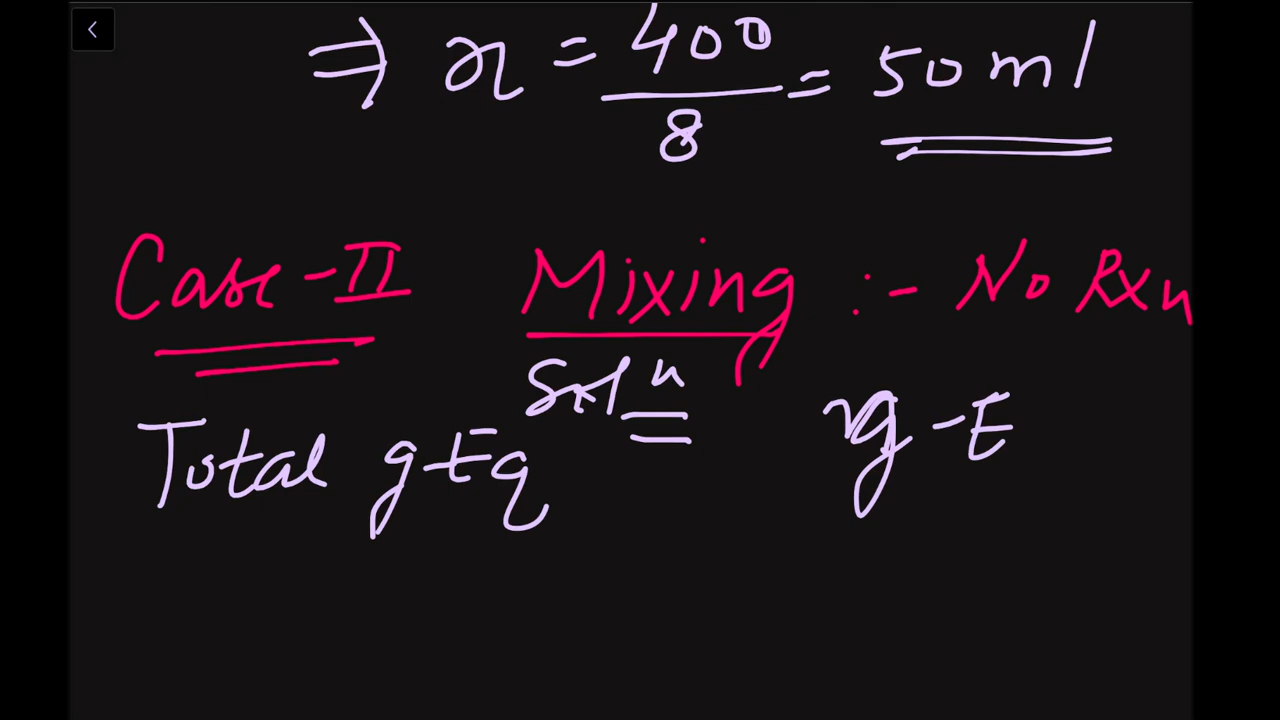 ⇒ x = 400/8 = 50 ml
Case-II Mixing :- No Rxn
Soln
Total g-Eq g-E